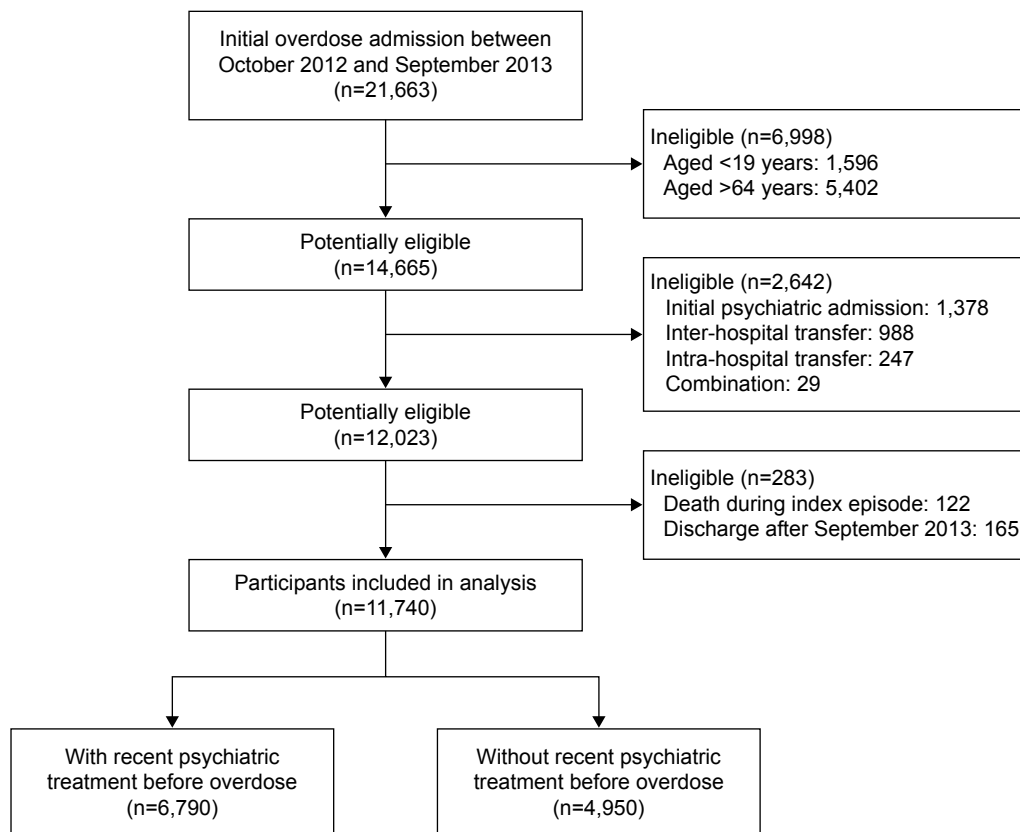 Initial overdose admission between
October 2012 and September 2013
(n=21,663)
Ineligible (n=6,998)
Aged <19 years: 1,596
Aged >64 years: 5,402
Potentially eligible
(n=14,665)
Ineligible (n=2,642)
Initial psychiatric admission: 1,378
Inter-hospital transfer: 988
Intra-hospital transfer: 247
Combination: 29
Potentially eligible
(n=12,023)
Ineligible (n=283)
Death during index episode: 122
Discharge after September 2013: 165
Participants included in analysis
(n=11,740)
With recent psychiatric
treatment before overdose
(n=6,790)
Without recent psychiatric
treatment before overdose
(n=4,950)